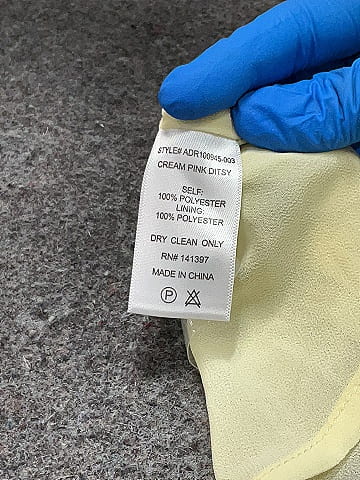 STYLE# ADR100945-003
CREAM PINK DITSY
SELF:
100% POLYESTER
LINING:
100% POLYESTER
DRY CLEAN ONLY
RN# 141397
MADE IN CHINA
P